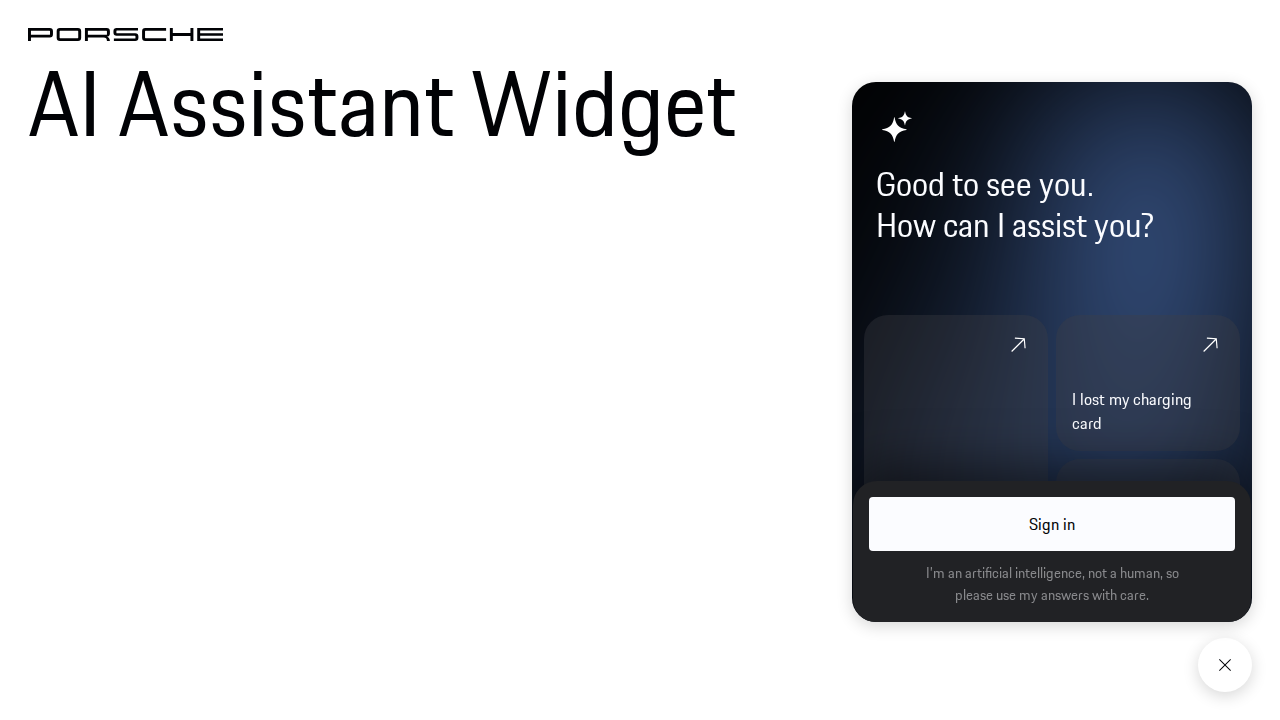 PORSCHE
AI Assistant Widget
Good to see you.
How can I assist you?
I lost my charging
card
Sign in
I'm an artificial intelligence, not a human, so
please use my answers with care.